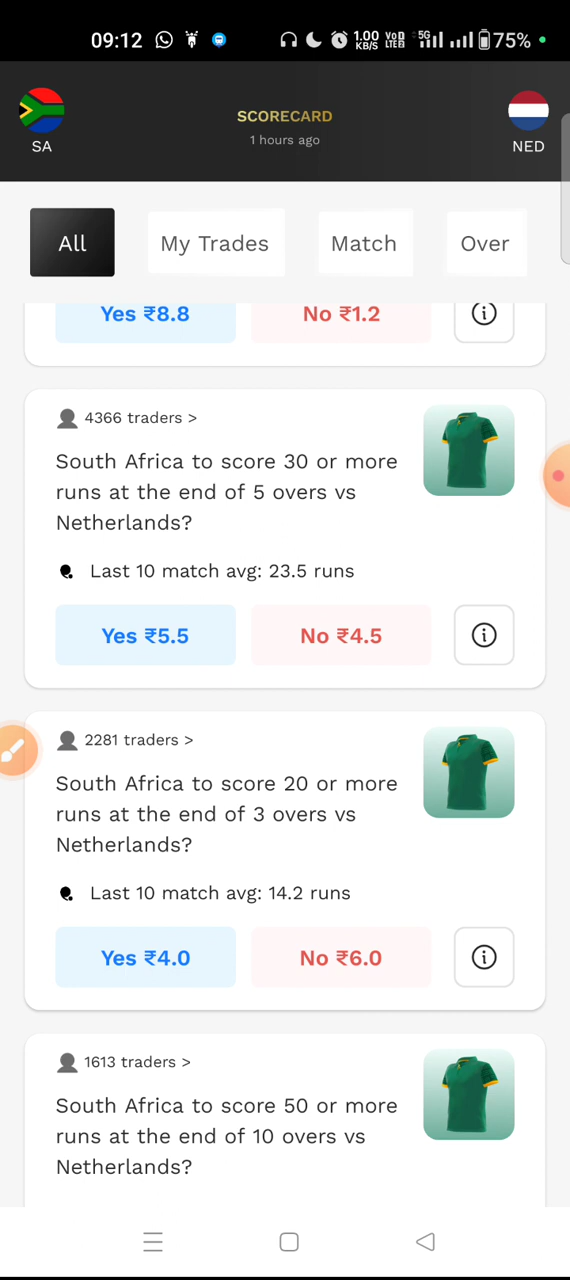 09:12 1.00 KB/S VoD LTE2 5G 75%
SCORECARD
1 hours ago
SA
NED
All My Trades Match Over
Yes ₹8.8 No ₹1.2
4366 traders >
South Africa to score 30 or more
runs at the end of 5 overs vs
Netherlands?
Last 10 match avg: 23.5 runs
Yes ₹5.5 No ₹4.5
2281 traders >
South Africa to score 20 or more
runs at the end of 3 overs vs
Netherlands?
Last 10 match avg: 14.2 runs
Yes ₹4.0 No ₹6.0
1613 traders >
South Africa to score 50 or more
runs at the end of 10 overs vs
Netherlands?